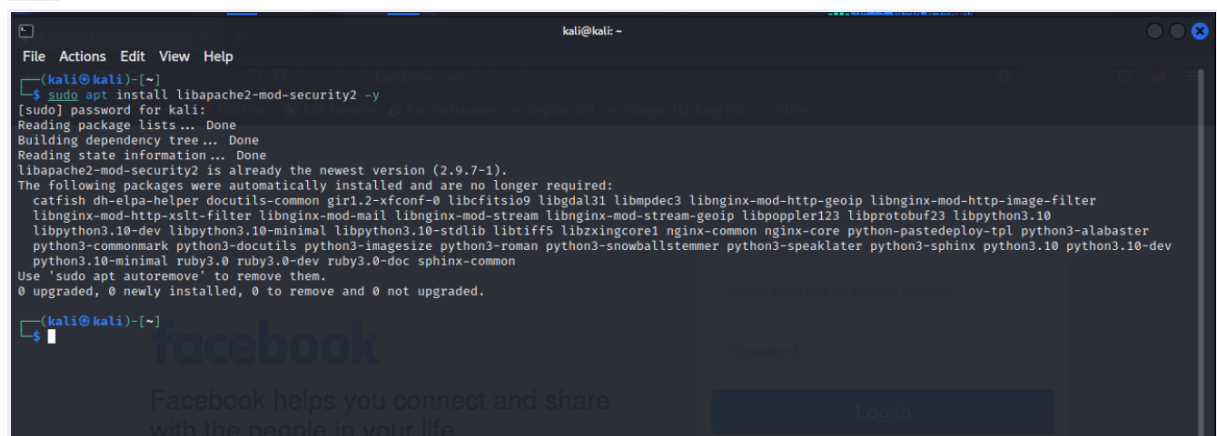 kali@kali: ~
File Actions Edit View Help
┌──(kali㉿kali)-[~]
└─$ sudo apt install libapache2-mod-security2 -y
[sudo] password for kali:
Reading package lists... Done
Building dependency tree... Done
Reading state information... Done
libapache2-mod-security2 is already the newest version (2.9.7-1).
The following packages were automatically installed and are no longer required:
catfish dh-elpa-helper docutils-common gir1.2-xfconf-0 libcfitsio9 libgdal31 libmpdec3 libnginx-mod-http-geoip libnginx-mod-http-image-filter
libnginx-mod-http-xslt-filter libnginx-mod-mail libnginx-mod-stream libnginx-mod-stream-geoip libpoppler123 libprotobuf23 libpython3.10
libpython3.10-dev libpython3.10-minimal libpython3.10-stdlib libtiff5 libzxingcore1 nginx-common nginx-core python-pastedeploy-tpl python3-alabaster
python3-commonmark python3-docutils python3-imagesize python3-roman python3-snowballstemmer python3-speaklater python3-sphinx python3.10 python3.10-dev
python3.10-minimal ruby3.0 ruby3.0-dev ruby3.0-doc sphinx-common
Use 'sudo apt autoremove' to remove them.
0 upgraded, 0 newly installed, 0 to remove and 0 not upgraded.
┌──(kali㉿kali)-[~]
└─$
facebook
Facebook helps you connect and share
with the people in your life
Email address or phone number
Password
Log in